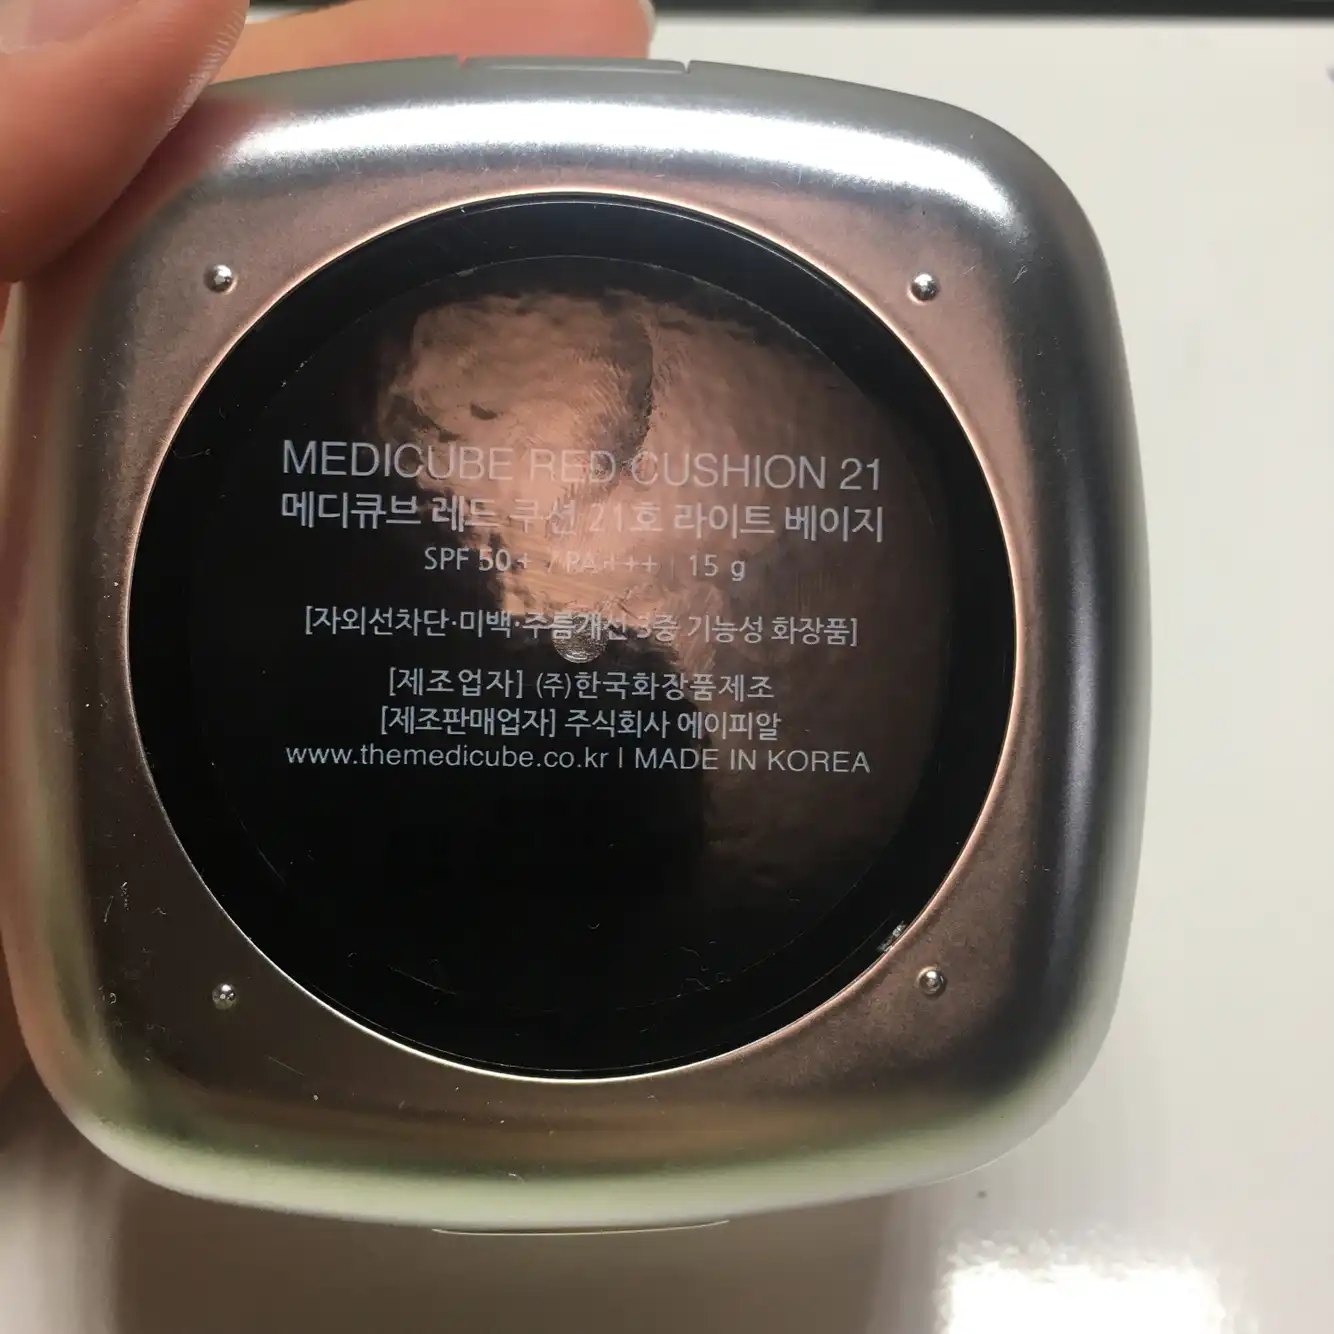 MEDICUBE RED CUSHION 21
메디큐브 레드 쿠션 21호 라이트 베이지
SPF 50+ / PA+++ | 15 g
[자외선차단·미백·주름개선 3중 기능성 화장품]
[제조업자] (주)한국화장품제조
[제조판매업자] 주식회사 에이피알
www.themedicube.co.kr | MADE IN KOREA